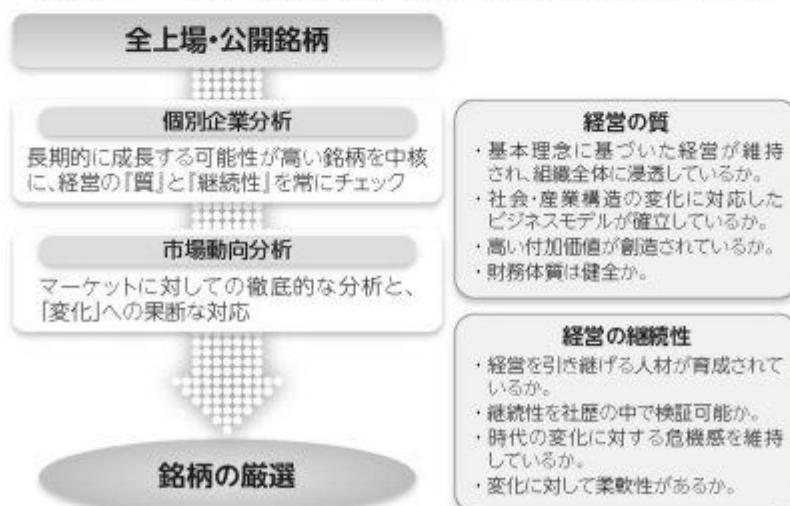 全上場・公開銘柄
個別企業分析
長期的に成長する可能性が高い銘柄を中核
に、経営の『質』と『継続性』を常にチェック
市場動向分析
マーケットに対しての徹底的な分析と、
「変化」への果断な対応
銘柄の厳選
経営の質
・基本理念に基づいた経営が維持
され、組織全体に浸透しているか。
・社会・産業構造の変化に対応した
ビジネスモデルが確立しているか。
・高い付加価値が創造されているか。
・財務体質は健全か。
経営の継続性
・経営を引き継げる人材が育成されて
いるか。
・継続性を社歴の中で検証可能か。
・時代の変化に対する危機感を維持
しているか。
・変化に対して柔軟性があるか。